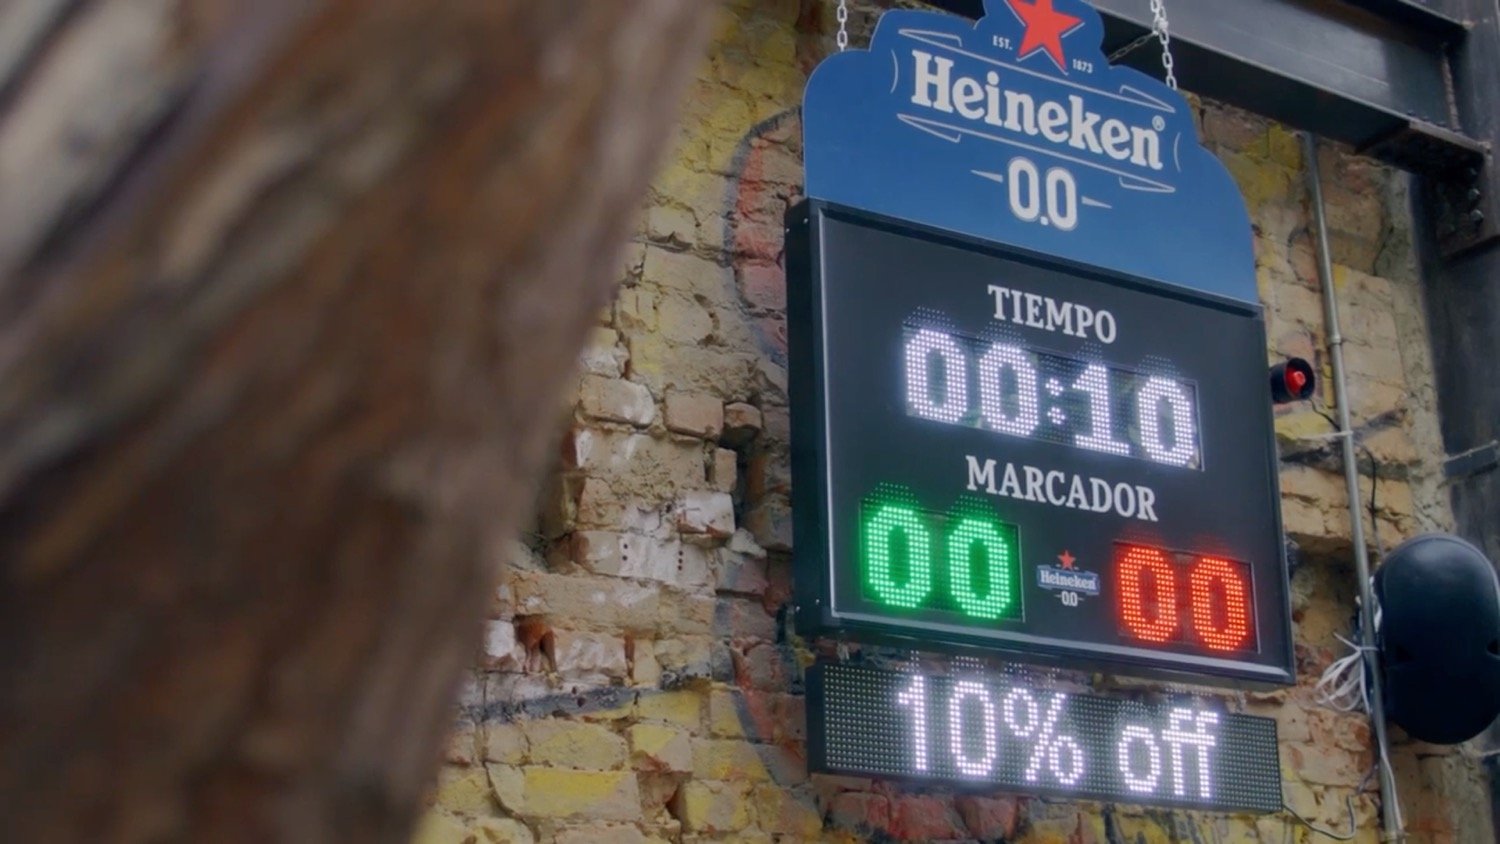 EST. 1873
Heineken®
0.0
TIEMPO
00:10
MARCADOR
00 00
Heineken
0.0
10% off